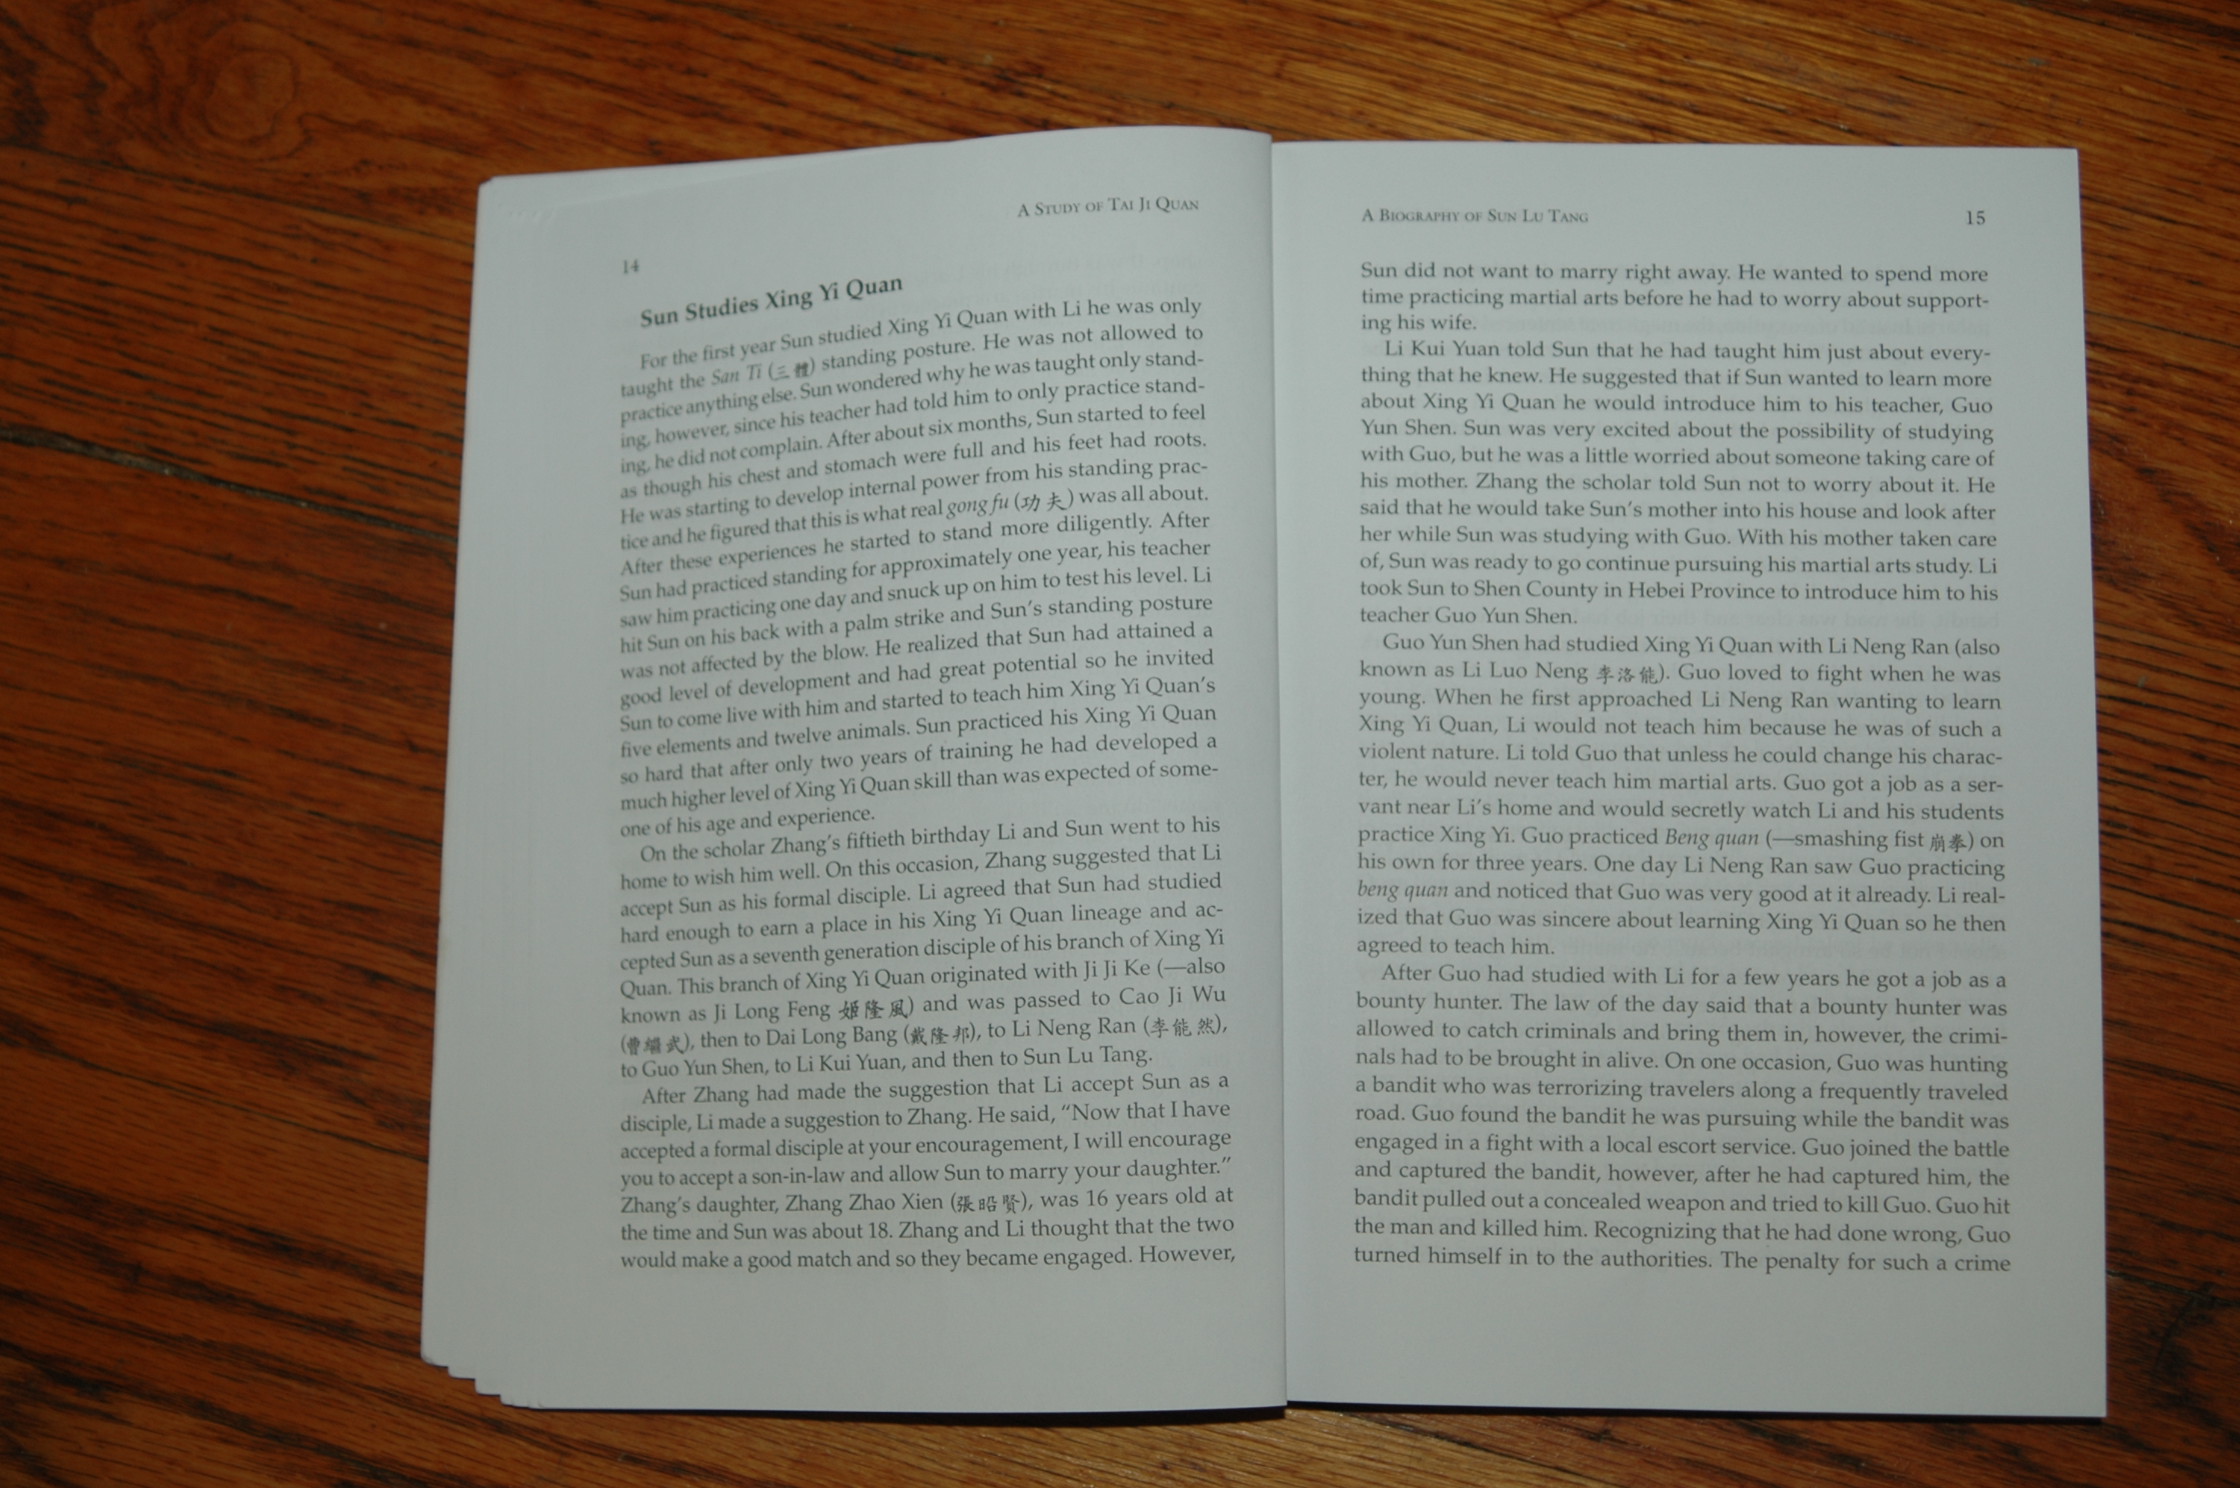 A Study of Tai Ji Quan
14
Sun Studies Xing Yi Quan
For the first year Sun studied Xing Yi Quan with Li he was only
taught the San Ti (三體) standing posture. He was not allowed to
practice anything else. Sun wondered why he was taught only stand-
ing, however, since his teacher had told him to only practice stand-
ing, he did not complain. After about six months, Sun started to feel
as though his chest and stomach were full and his feet had roots.
He was starting to develop internal power from his standing prac-
tice and he figured that this is what real gong fu (功夫) was all about.
After these experiences he started to stand more diligently. After
Sun had practiced standing for approximately one year, his teacher
saw him practicing one day and snuck up on him to test his level. Li
hit Sun on his back with a palm strike and Sun's standing posture
was not affected by the blow. He realized that Sun had attained a
good level of development and had great potential so he invited
Sun to come live with him and started to teach him Xing Yi Quan's
five elements and twelve animals. Sun practiced his Xing Yi Quan
so hard that after only two years of training he had developed a
much higher level of Xing Yi Quan skill than was expected of some-
one of his age and experience.
On the scholar Zhang's fiftieth birthday Li and Sun went to his
home to wish him well. On this occasion, Zhang suggested that Li
accept Sun as his formal disciple. Li agreed that Sun had studied
hard enough to earn a place in his Xing Yi Quan lineage and ac-
cepted Sun as a seventh generation disciple of his branch of Xing Yi
Quan. This branch of Xing Yi Quan originated with Ji Ji Ke (—also
known as Ji Long Feng 姬隆風) and was passed to Cao Ji Wu
(曹繼武), then to Dai Long Bang (戴隆邦), to Li Neng Ran (李能然),
to Guo Yun Shen, to Li Kui Yuan, and then to Sun Lu Tang.
After Zhang had made the suggestion that Li accept Sun as a
disciple, Li made a suggestion to Zhang. He said, “Now that I have
accepted a formal disciple at your encouragement, I will encourage
you to accept a son-in-law and allow Sun to marry your daughter.”
Zhang's daughter, Zhang Zhao Xien (張昭賢), was 16 years old at
the time and Sun was about 18. Zhang and Li thought that the two
would make a good match and so they became engaged. However,
A Biography of Sun Lu Tang 15
Sun did not want to marry right away. He wanted to spend more
time practicing martial arts before he had to worry about support-
ing his wife.
Li Kui Yuan told Sun that he had taught him just about every-
thing that he knew. He suggested that if Sun wanted to learn more
about Xing Yi Quan he would introduce him to his teacher, Guo
Yun Shen. Sun was very excited about the possibility of studying
with Guo, but he was a little worried about someone taking care of
his mother. Zhang the scholar told Sun not to worry about it. He
said that he would take Sun's mother into his house and look after
her while Sun was studying with Guo. With his mother taken care
of, Sun was ready to go continue pursuing his martial arts study. Li
took Sun to Shen County in Hebei Province to introduce him to his
teacher Guo Yun Shen.
Guo Yun Shen had studied Xing Yi Quan with Li Neng Ran (also
known as Li Luo Neng 李洛能). Guo loved to fight when he was
young. When he first approached Li Neng Ran wanting to learn
Xing Yi Quan, Li would not teach him because he was of such a
violent nature. Li told Guo that unless he could change his charac-
ter, he would never teach him martial arts. Guo got a job as a ser-
vant near Li's home and would secretly watch Li and his students
practice Xing Yi. Guo practiced Beng quan (—smashing fist 崩拳) on
his own for three years. One day Li Neng Ran saw Guo practicing
beng quan and noticed that Guo was very good at it already. Li real-
ized that Guo was sincere about learning Xing Yi Quan so he then
agreed to teach him.
After Guo had studied with Li for a few years he got a job as a
bounty hunter. The law of the day said that a bounty hunter was
allowed to catch criminals and bring them in, however, the crimi-
nals had to be brought in alive. On one occasion, Guo was hunting
a bandit who was terrorizing travelers along a frequently traveled
road. Guo found the bandit he was pursuing while the bandit was
engaged in a fight with a local escort service. Guo joined the battle
and captured the bandit, however, after he had captured him, the
bandit pulled out a concealed weapon and tried to kill Guo. Guo hit
the man and killed him. Recognizing that he had done wrong, Guo
turned himself in to the authorities. The penalty for such a crime